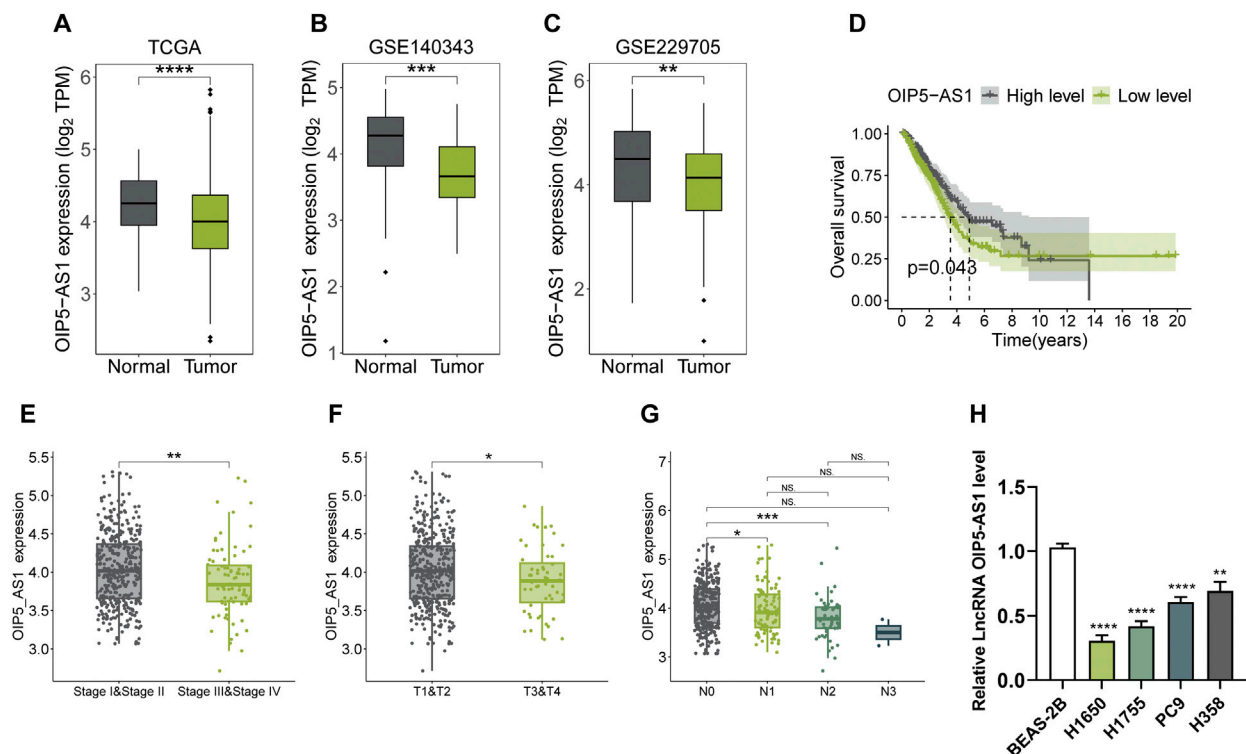 A
TCGA
****
OIP5−AS1 expression (log2 TPM)
6
5
4
3
Normal
Tumor
B
GSE140343
***
OIP5−AS1 expression (log2 TPM)
5
4
3
2
1
Normal
Tumor
C
GSE229705
**
OIP5−AS1 expression (log2 TPM)
6
4
2
Normal
Tumor
D
OIP5−AS1 High level Low level
Overall survival
1.00
0.75
0.50
0.25
0.00
p=0.043
0 2 4 6 8 10 12 14 16 18 20
Time(years)
E
**
OIP5_AS1 expression
5.5
5.0
4.5
4.0
3.5
3.0
Stage I&Stage II
Stage III&Stage IV
F
*
OIP5_AS1 expression
5.5
5.0
4.5
4.0
3.5
3.0
T1&T2
T3&T4
G
NS.
NS.
NS.
NS.
***
*
OIP5_AS1 expression
7
6
5
4
3
N0 N1 N2 N3
H
Relative LncRNA OIP5-AS1 level
1.5
1.0
0.5
0.0
****
****
****
**
BEAS-2B
H1650
H1755
PC9
H358